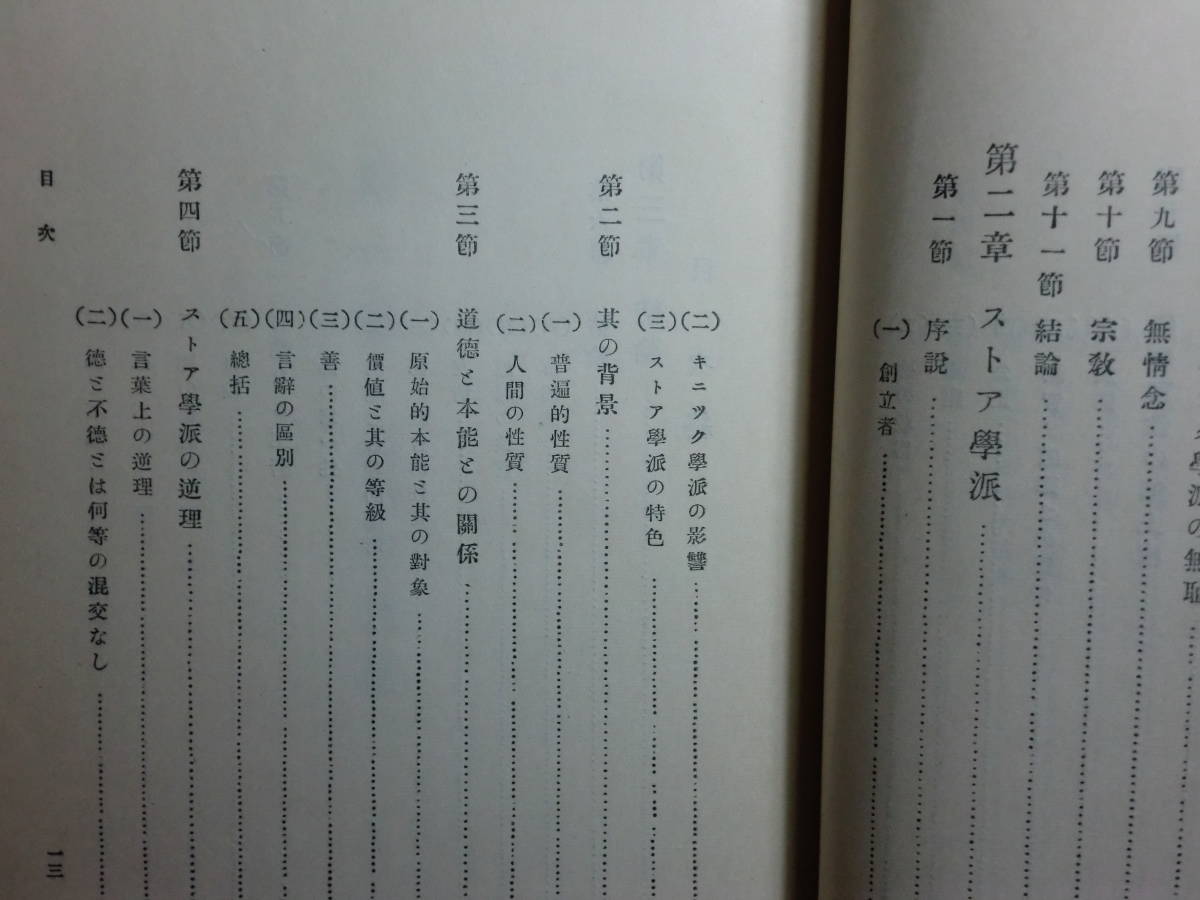 學派の無恥
第九節 無情念
第十節 宗敎
第十一節 結論
第二章 ストア學派
第一節 序說
(一) 創立者
(二) キニツク學派の影響
(三) ストア學派の特色
第二節 其の背景
(一) 普遍的性質
(二) 人間の性質
第三節 道德と本能との關係
(一) 原始的本能と其の對象
(二) 價値と其の等級
(三) 善
(四) 言辭の區別
(五) 總括
第四節 ストア學派の逆理
(一) 言葉上の逆理
(二) 德と不德とは何等の混交なし
目次
一三